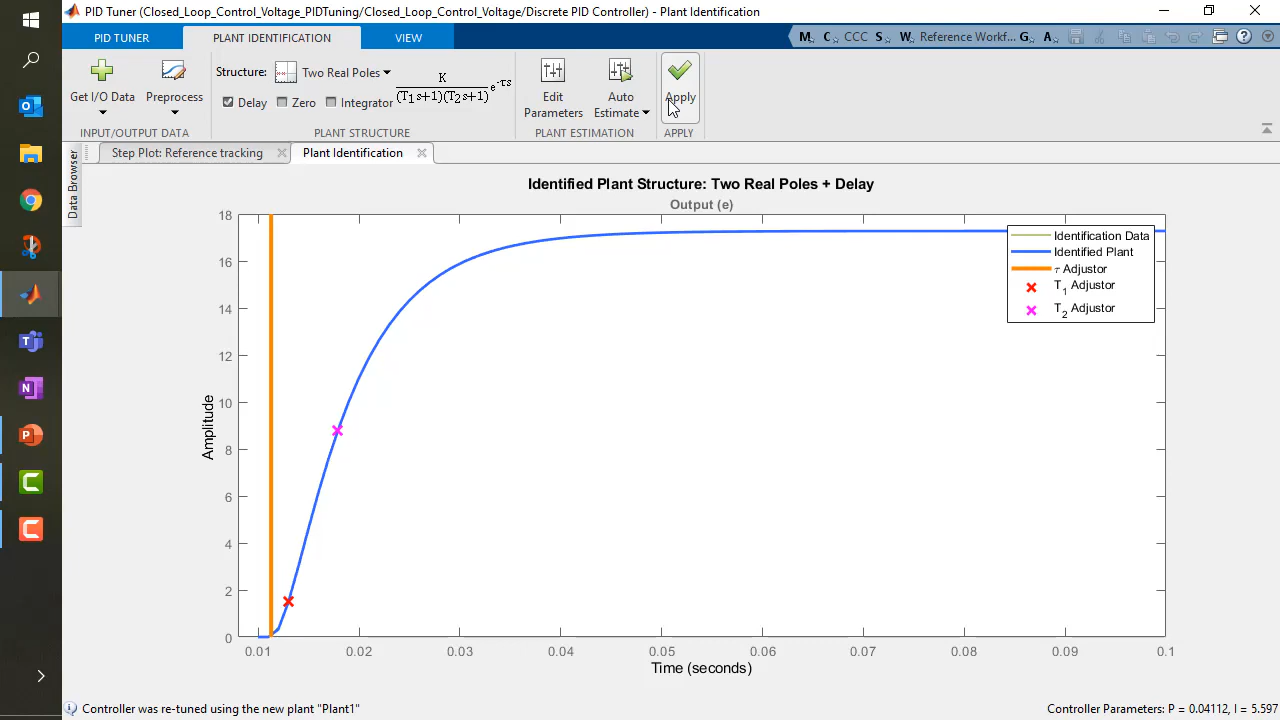 PID Tuner (Closed_Loop_Control_Voltage_PIDTuning/Closed_Loop_Control_Voltage/Discrete PID Controller) - Plant Identification
PID TUNER PLANT IDENTIFICATION VIEW
M C CCC S W Reference Workf... G A
Get I/O Data
Preprocess
INPUT/OUTPUT DATA
Structure: Two Real Poles
Delay Zero Integrator
K
(T1s+1)(T2s+1)
e-τs
PLANT STRUCTURE
Edit
Parameters
Auto
Estimate
PLANT ESTIMATION
Apply
APPLY
Data Browser
Step Plot: Reference tracking
Plant Identification
Identified Plant Structure: Two Real Poles + Delay
Output (e)
Identification Data
Identified Plant
τ Adjustor
T1 Adjustor
T2 Adjustor
Amplitude
18
16
14
12
10
8
6
4
2
0
0.01 0.02 0.03 0.04 0.05 0.06 0.07 0.08 0.09 0.1
Time (seconds)
Controller was re-tuned using the new plant "Plant1"
Controller Parameters: P = 0.04112, I = 5.597